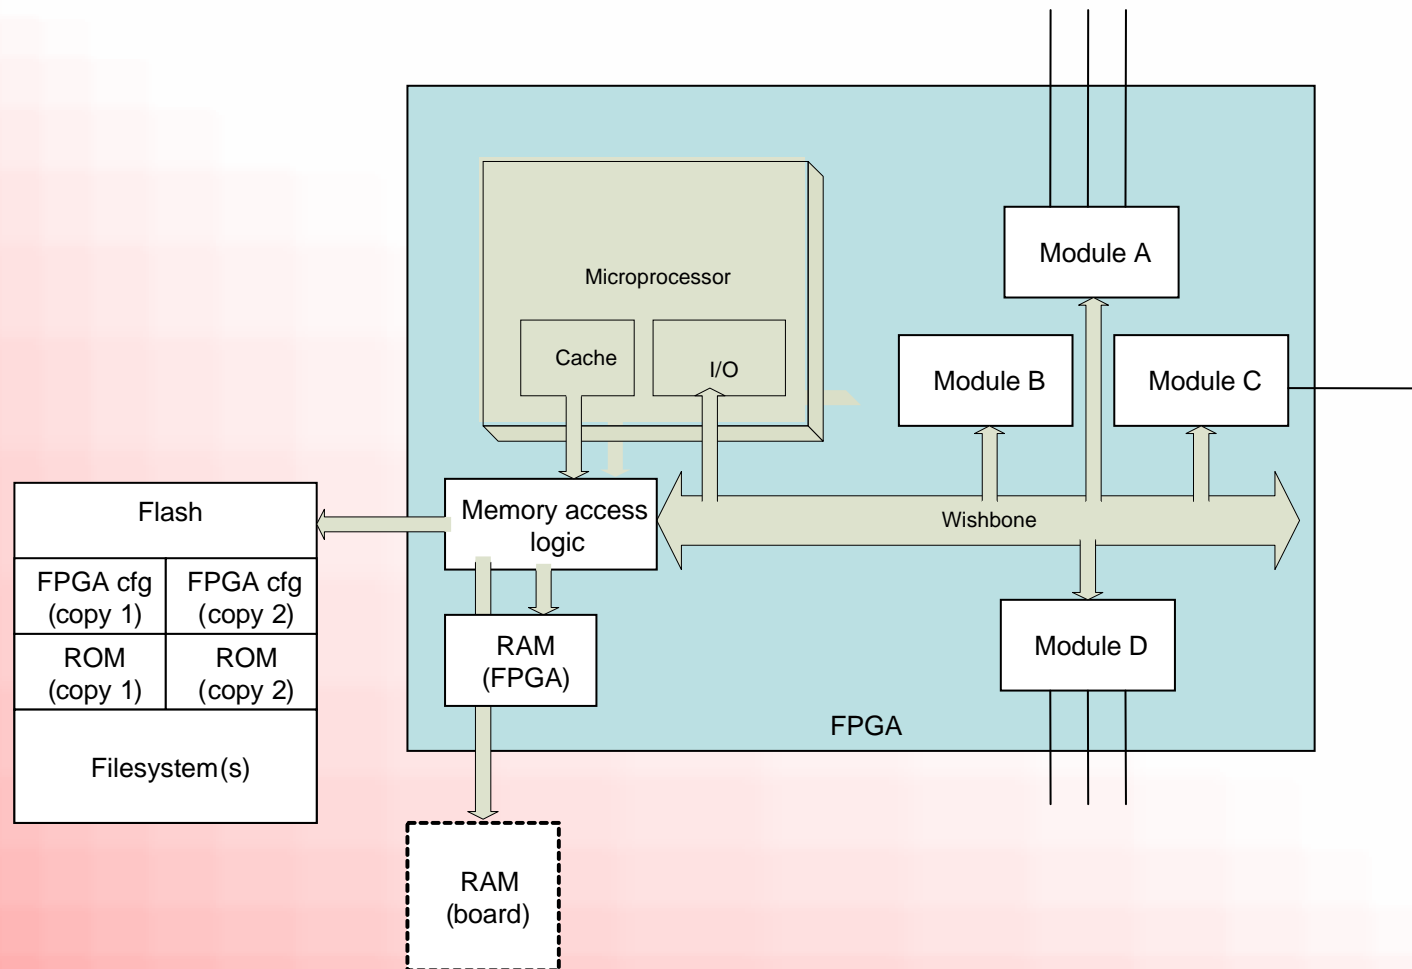 Module A
Microprocessor
Cache
I/O
Module B
Module C
Memory access
logic
Wishbone
Flash
FPGA cfg
(copy 1)
FPGA cfg
(copy 2)
ROM
(copy 1)
ROM
(copy 2)
Filesystem(s)
RAM
(FPGA)
Module D
FPGA
RAM
(board)